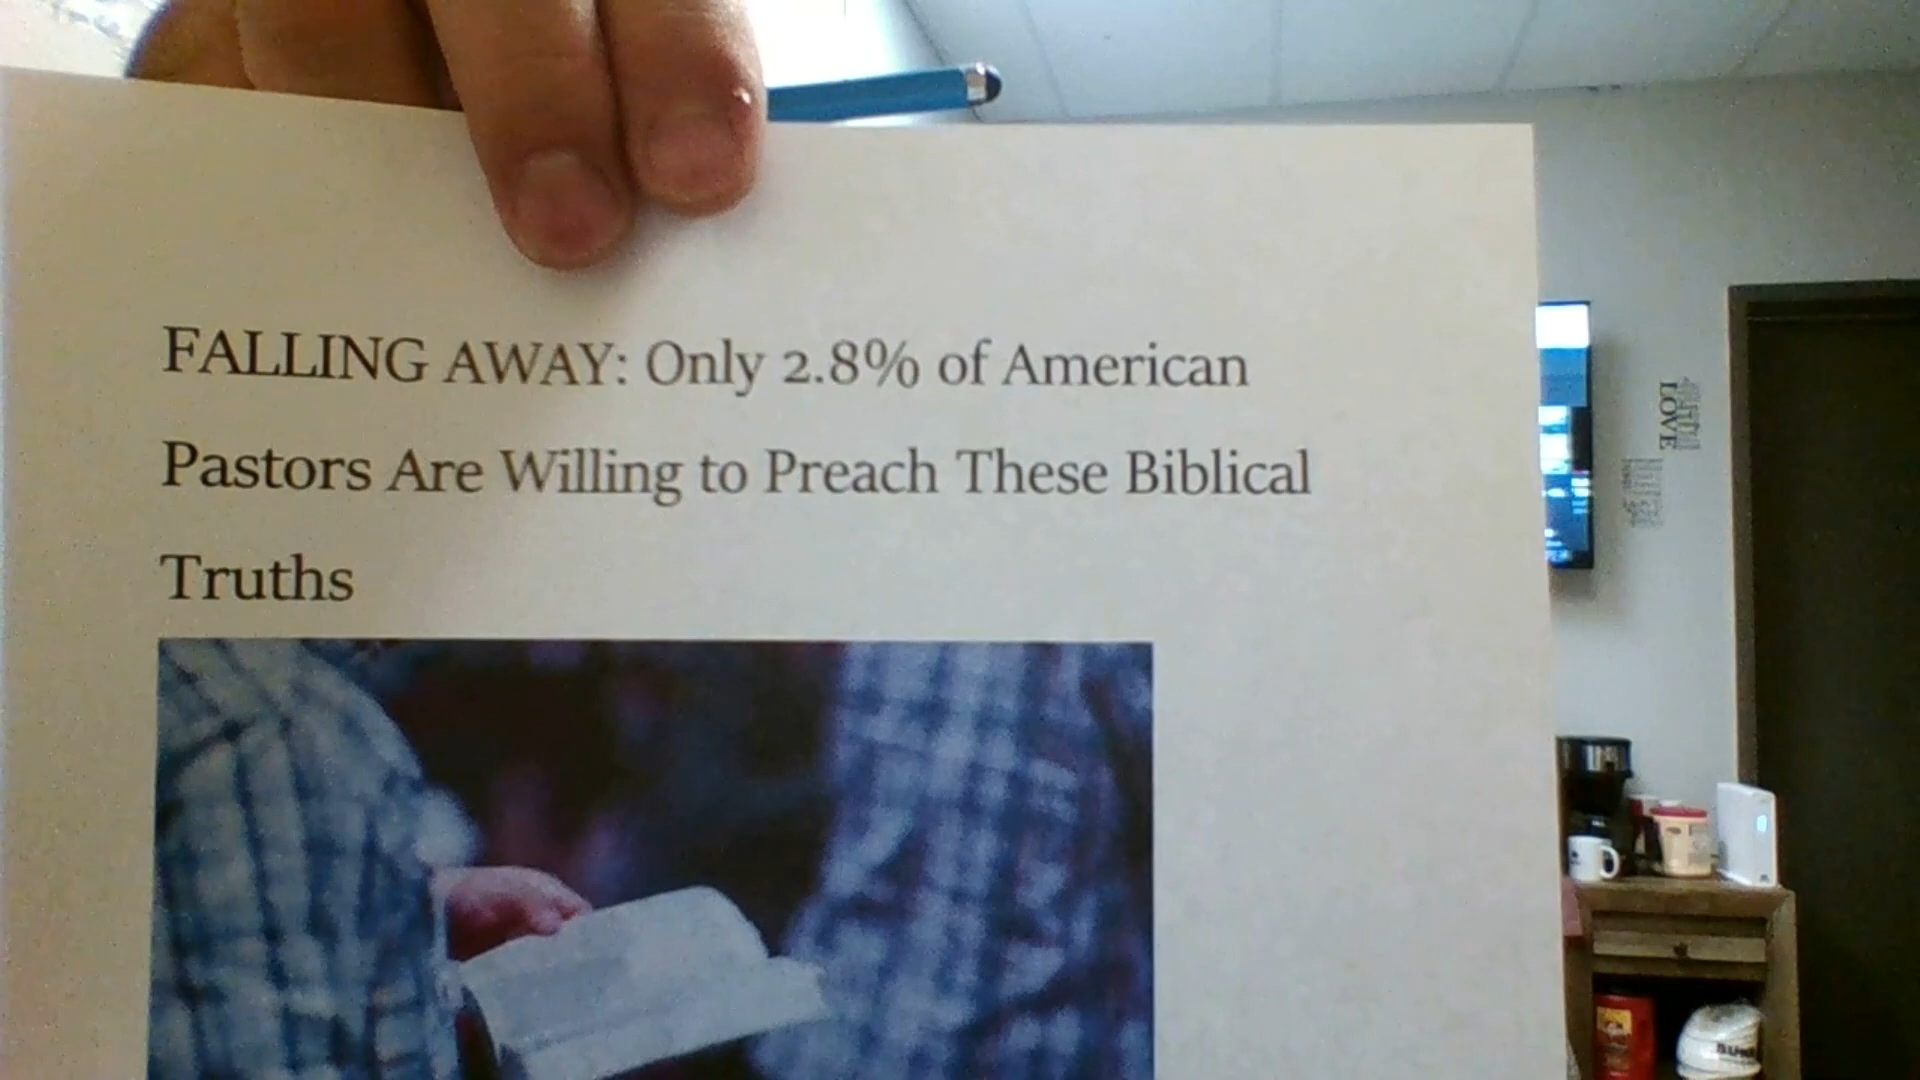 FALLING AWAY: Only 2.8% of American
Pastors Are Willing to Preach These Biblical
Truths
LOVE